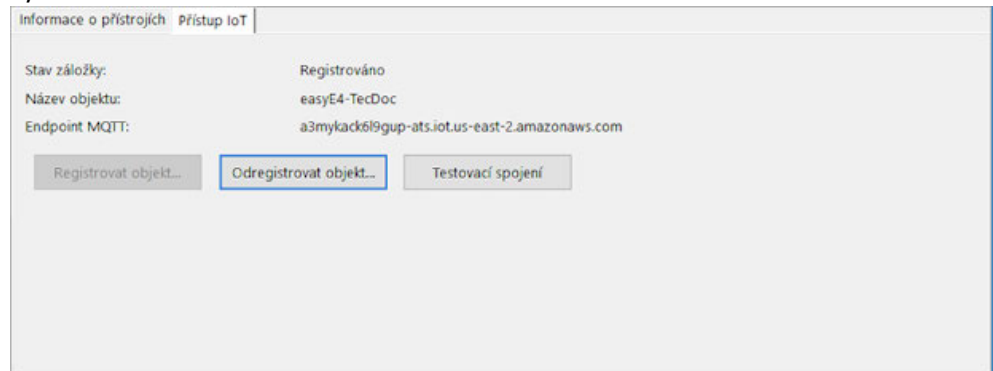 Informace o přístrojích Přístup IoT
Stav záložky: Registrováno
Název objektu: easyE4-TecDoc
Endpoint MQTT: a3mykack6l9gup-ats.iot.us-east-2.amazonaws.com
Registrovat objekt... Odregistrovat objekt... Testovací spojení